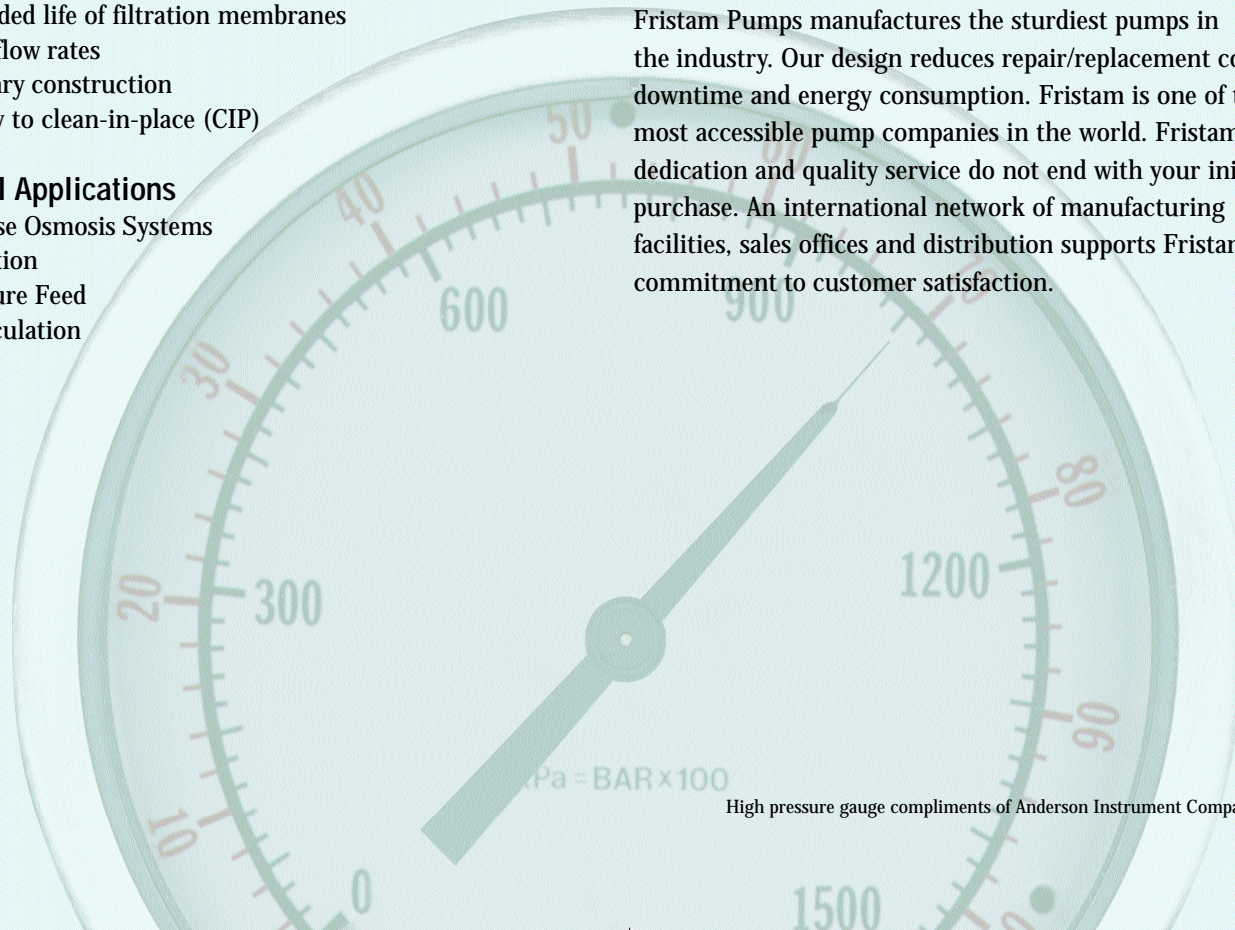 ded life of filtration membranes
flow rates
ry construction
y to clean-in-place (CIP)
l Applications
se Osmosis Systems
tion
ure Feed
culation
Fristam Pumps manufactures the sturdiest pumps in
the industry. Our design reduces repair/replacement co
downtime and energy consumption. Fristam is one of t
most accessible pump companies in the world. Fristam
dedication and quality service do not end with your ini
purchase. An international network of manufacturing
facilities, sales offices and distribution supports Fristam
commitment to customer satisfaction.
50
60
40
70
600
900
30
80
1200
20
300
90
Pa = BAR x 100
High pressure gauge compliments of Anderson Instrument Compa
10
0
1500